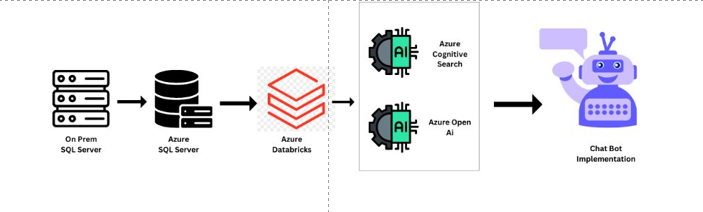 On Prem
SQL Server
Azure
SQL Server
Azure
Databricks
AI
Azure
Cognitive
Search
AI
Azure Open
Ai
Chat Bot
Implementation